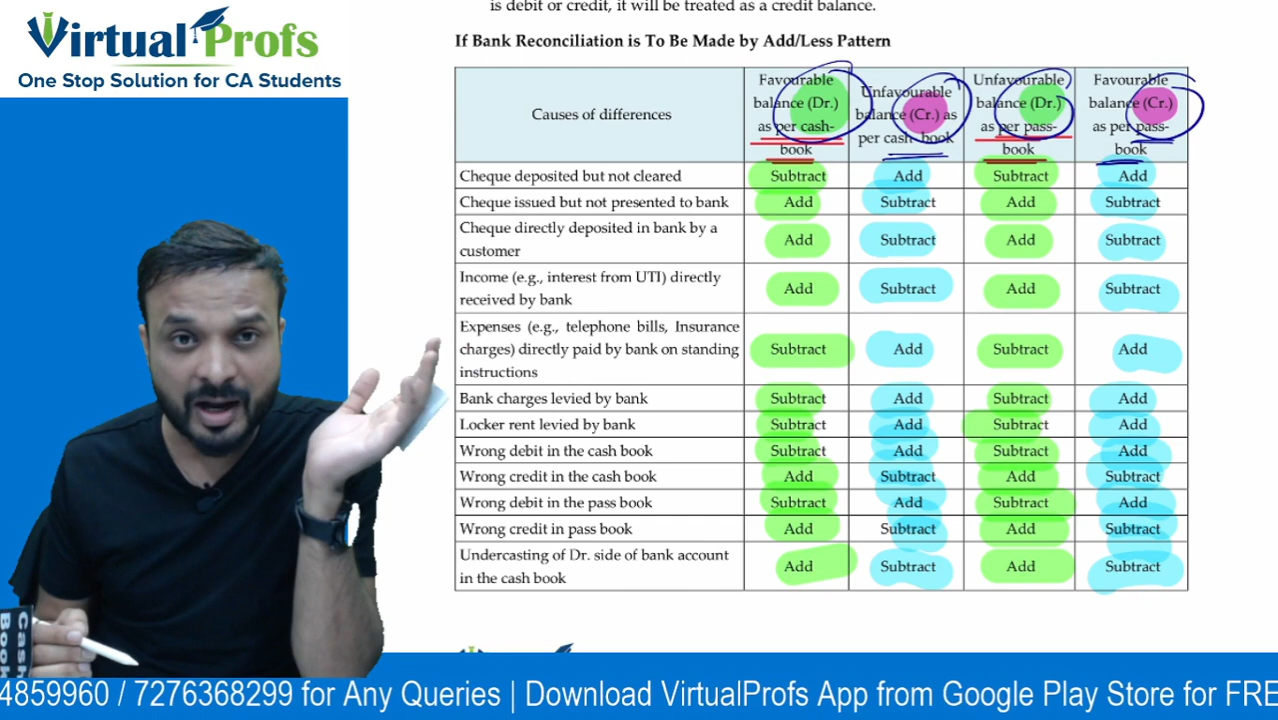 Virtual Profs
One Stop Solution for CA Students
is debit or credit, it will be treated as a credit balance.
If Bank Reconciliation is To Be Made by Add/Less Pattern
Causes of differences
Favourable
balance (Dr.)
as per cash-
book
Unfavourable
balance (Cr.) as
per cash-book
Unfavourable
balance (Dr.)
as per pass-
book
Favourable
balance (Cr.)
as per pass-
book
Cheque deposited but not cleared Subtract Add Subtract Add
Cheque issued but not presented to bank Add Subtract Add Subtract
Cheque directly deposited in bank by a
customer Add Subtract Add Subtract
Income (e.g., interest from UTI) directly
received by bank Add Subtract Add Subtract
Expenses (e.g., telephone bills, Insurance
charges) directly paid by bank on standing
instructions Subtract Add Subtract Add
Bank charges levied by bank Subtract Add Subtract Add
Locker rent levied by bank Subtract Add Subtract Add
Wrong debit in the cash book Subtract Add Subtract Add
Wrong credit in the cash book Add Subtract Add Subtract
Wrong debit in the pass book Subtract Add Subtract Add
Wrong credit in pass book Add Subtract Add Subtract
Undercasting of Dr. side of bank account
in the cash book Add Subtract Add Subtract
Cash
Book
4859960 / 7276368299 for Any Queries | Download VirtualProfs App from Google Play Store for FRE